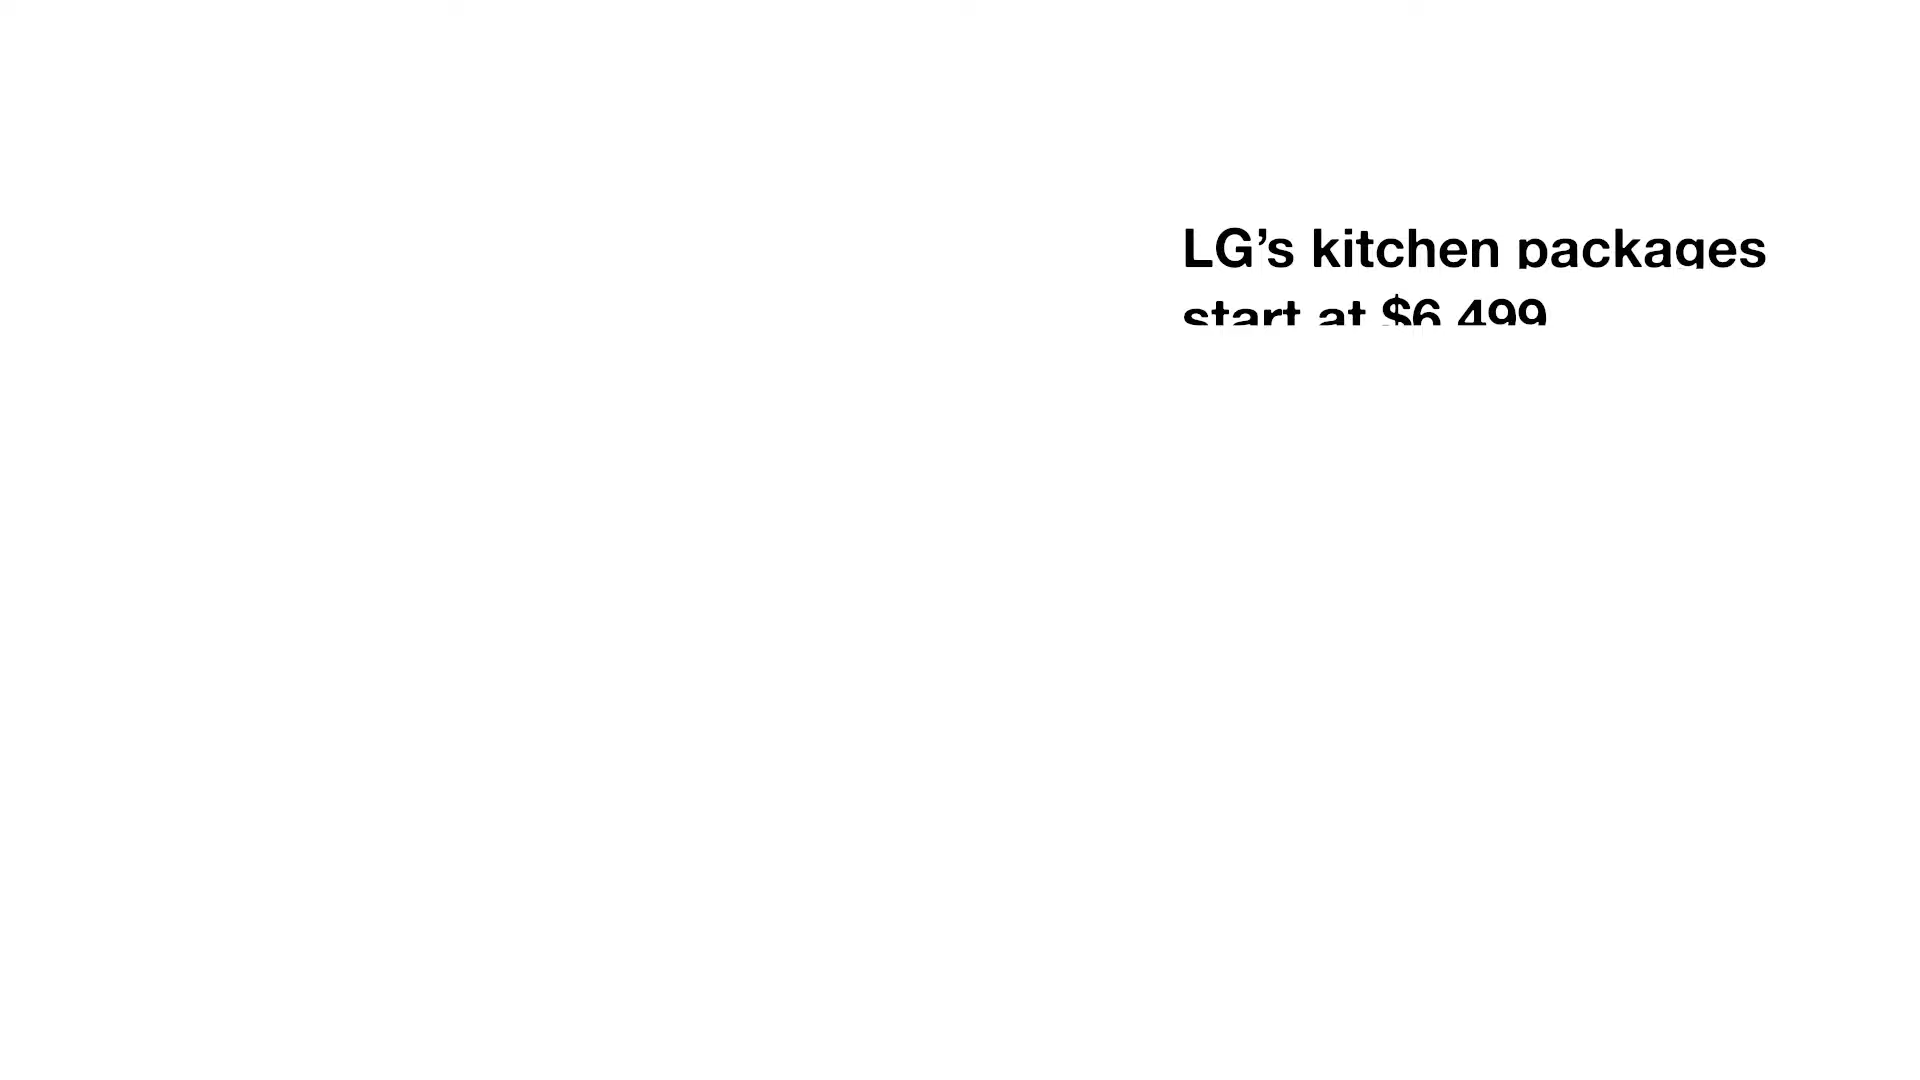 LG’s kitchen packages
start at $6,499